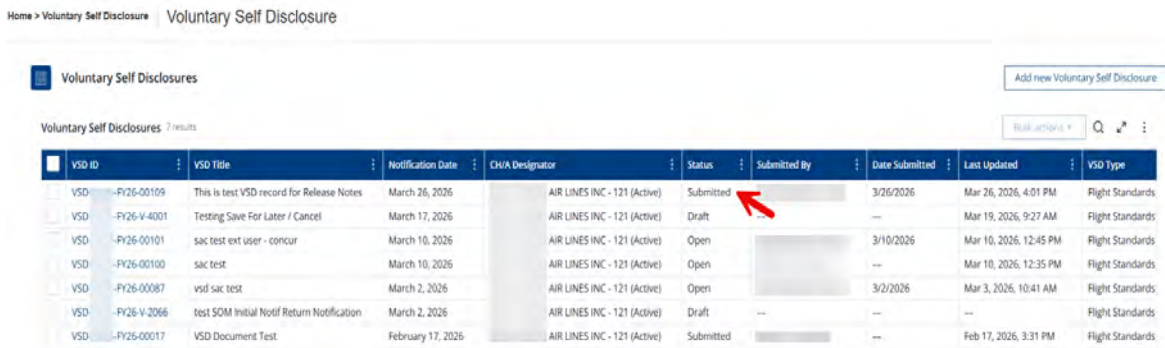 Home > Voluntary Self Disclosure Voluntary Self Disclosure
Voluntary Self Disclosures Add new Voluntary Self Disclosure
Voluntary Self Disclosures 7 results Bulk actions
VSD ID VSD Title Notification Date CH/A Designator Status Submitted By Date Submitted Last Updated VSD Type
VSD- -FY26-00109 This is test VSD record for Release Notes March 26, 2026 AIR LINES INC - 121 (Active) Submitted 3/26/2026 Mar 26, 2026, 4:01 PM Flight Standards
VSD- -FY26-V-4001 Testing Save For Later / Cancel March 17, 2026 AIR LINES INC - 121 (Active) Draft --- --- Mar 19, 2026, 9:27 AM Flight Standards
VSD- -FY26-00101 sac test ext user - concur March 10, 2026 AIR LINES INC - 121 (Active) Open 3/10/2026 Mar 10, 2026, 12:45 PM Flight Standards
VSD- -FY26-00100 sac test March 10, 2026 AIR LINES INC - 121 (Active) Open --- Mar 10, 2026, 12:35 PM Flight Standards
VSD- -FY26-00087 vsd sac test March 2, 2026 AIR LINES INC - 121 (Active) Open 3/2/2026 Mar 3, 2026, 10:41 AM Flight Standards
VSD- -FY26-V-2066 test SOM Initial Notif Return Notification March 2, 2026 AIR LINES INC - 121 (Active) Draft --- --- --- Flight Standards
VSD- -FY26-00017 VSD Document Test February 17, 2026 AIR LINES INC - 121 (Active) Submitted --- Feb 17, 2026, 3:31 PM Flight Standards